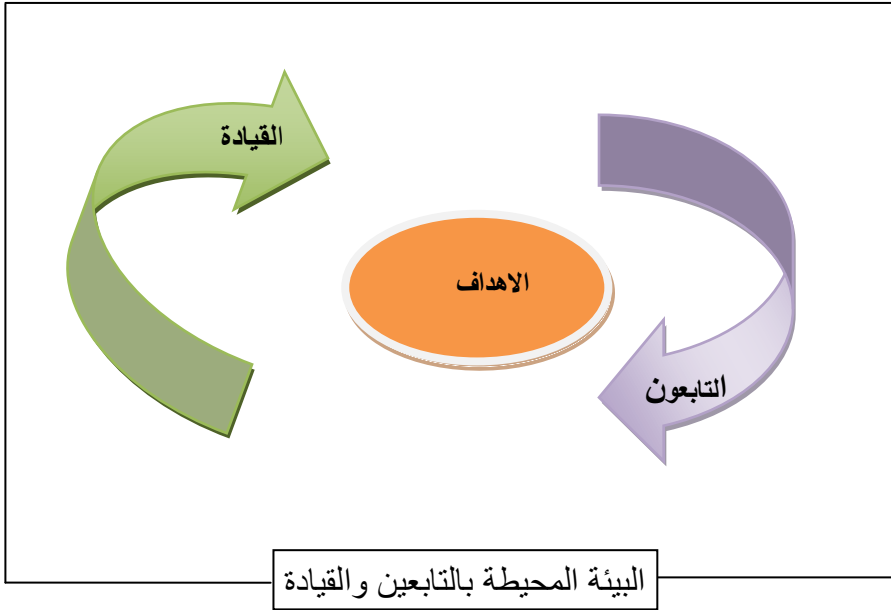 القيادة
الاهداف
التابعون
البيئة المحيطة بالتابعين والقيادة